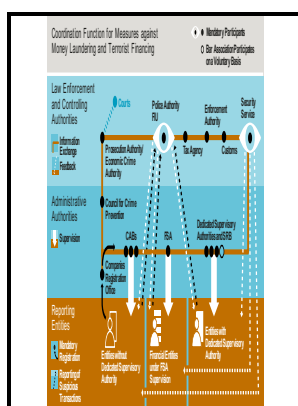 Coordination Function for Measures against
Money Laundering and Terrorist Financing
Mandatory Participants
Bar Association Participates
on a Voluntary Basis
Law Enforcement
and Controlling
Authorities
Information
Exchange
Feedback
Courts
Police Authority
FIU
Enforcement
Authority
Security
Service
Prosecution Authority/
Economic Crime
Authority
Tax Agency
Customs
Administrative
Authorities
Supervision
Council for Crime
Prevention
CABs
FSA
Dedicated Supervisory
Authorities and SRB
Companies
Registration
Office
Reporting
Entities
Mandatory
Registration
Reporting of
Suspicious
Transactions
Entities without
Dedicated Supervisory
Authority
Financial Entities
under FSA
Supervision
Entities with
Dedicated Supervisory
Authority